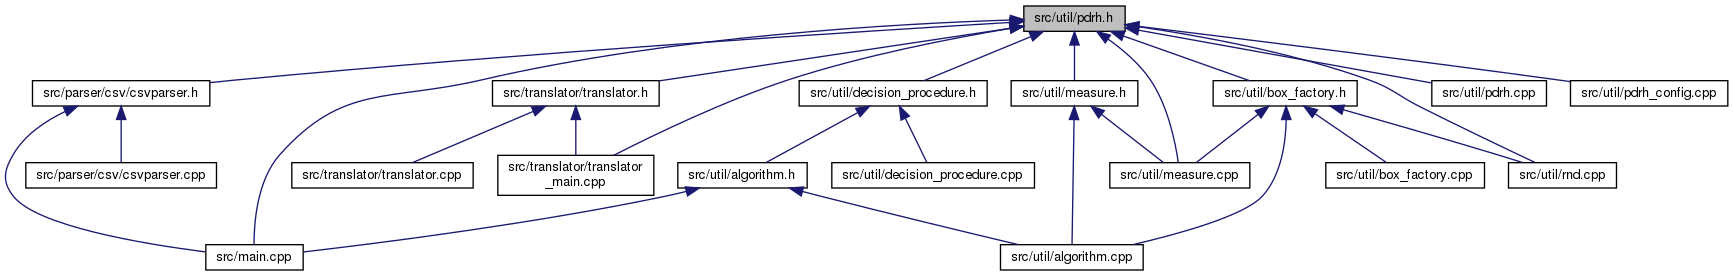 src/util/pdrh.h
src/parser/csv/csvparser.h
src/translator/translator.h
src/util/decision_procedure.h
src/util/measure.h
src/util/box_factory.h
src/util/pdrh.cpp
src/util/pdrh_config.cpp
src/parser/csv/csvparser.cpp
src/translator/translator.cpp
src/translator/translator
_main.cpp
src/util/algorithm.h
src/util/decision_procedure.cpp
src/util/measure.cpp
src/util/box_factory.cpp
src/util/rnd.cpp
src/main.cpp
src/util/algorithm.cpp